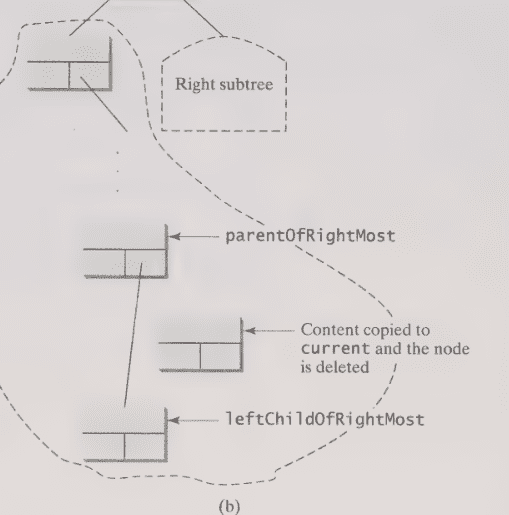 Right subtree
parentOfRightMost
Content copied to
current and the node
is deleted
leftChildOfRightMost
(b)